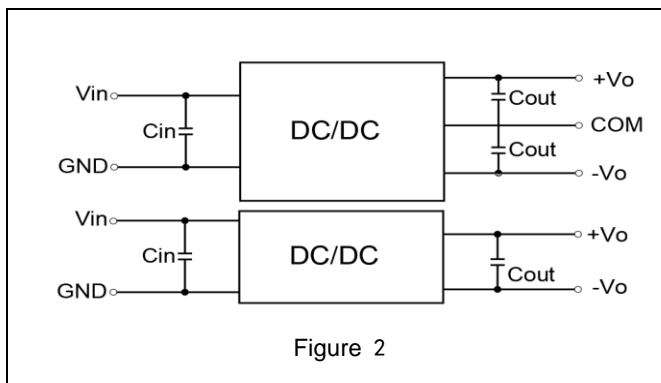 Vin
Cin
GND
DC/DC
+Vo
Cout
COM
Cout
-Vo
Vin
Cin
GND
DC/DC
+Vo
Cout
-Vo
Figure 2